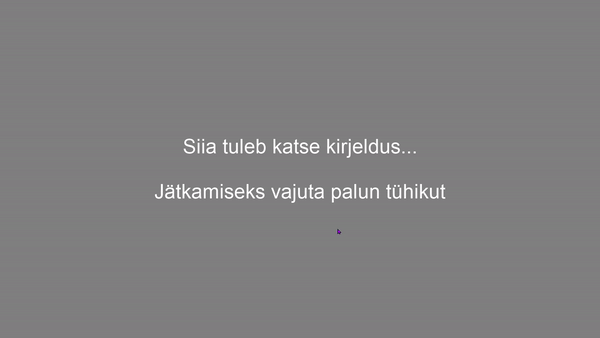 Siia tuleb katse kirjeldus...
Jätkamiseks vajuta palun tühikut